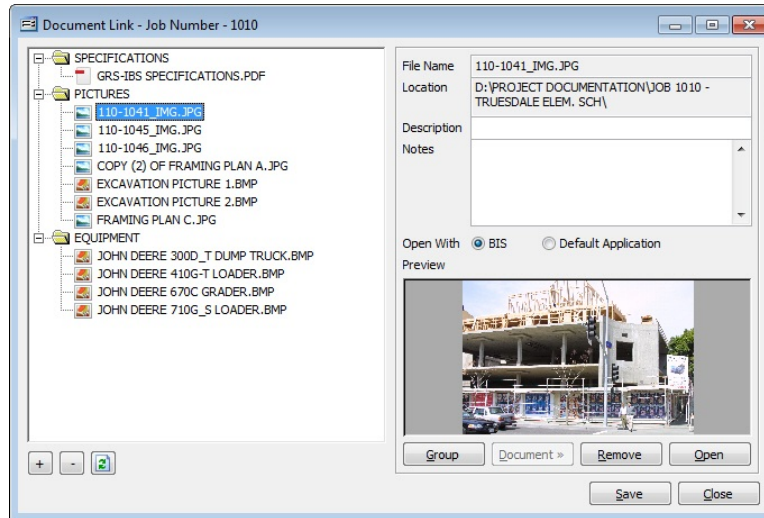 Document Link - Job Number - 1010
SPECIFICATIONS
GRS-IBS SPECIFICATIONS.PDF
PICTURES
110-1041_IMG.JPG
110-1045_IMG.JPG
110-1046_IMG.JPG
COPY (2) OF FRAMING PLAN A.JPG
EXCAVATION PICTURE 1.BMP
EXCAVATION PICTURE 2.BMP
FRAMING PLAN C.JPG
EQUIPMENT
JOHN DEERE 300D_T DUMP TRUCK.BMP
JOHN DEERE 410G-T LOADER.BMP
JOHN DEERE 670C GRADER.BMP
JOHN DEERE 710G_S LOADER.BMP
+ -
File Name 110-1041_IMG.JPG
Location D:\PROJECT DOCUMENTATION\JOB 1010 -
TRUESDALE ELEM. SCH\
Description
Notes
Open With BIS Default Application
Preview
Group Document » Remove Open
Save Close